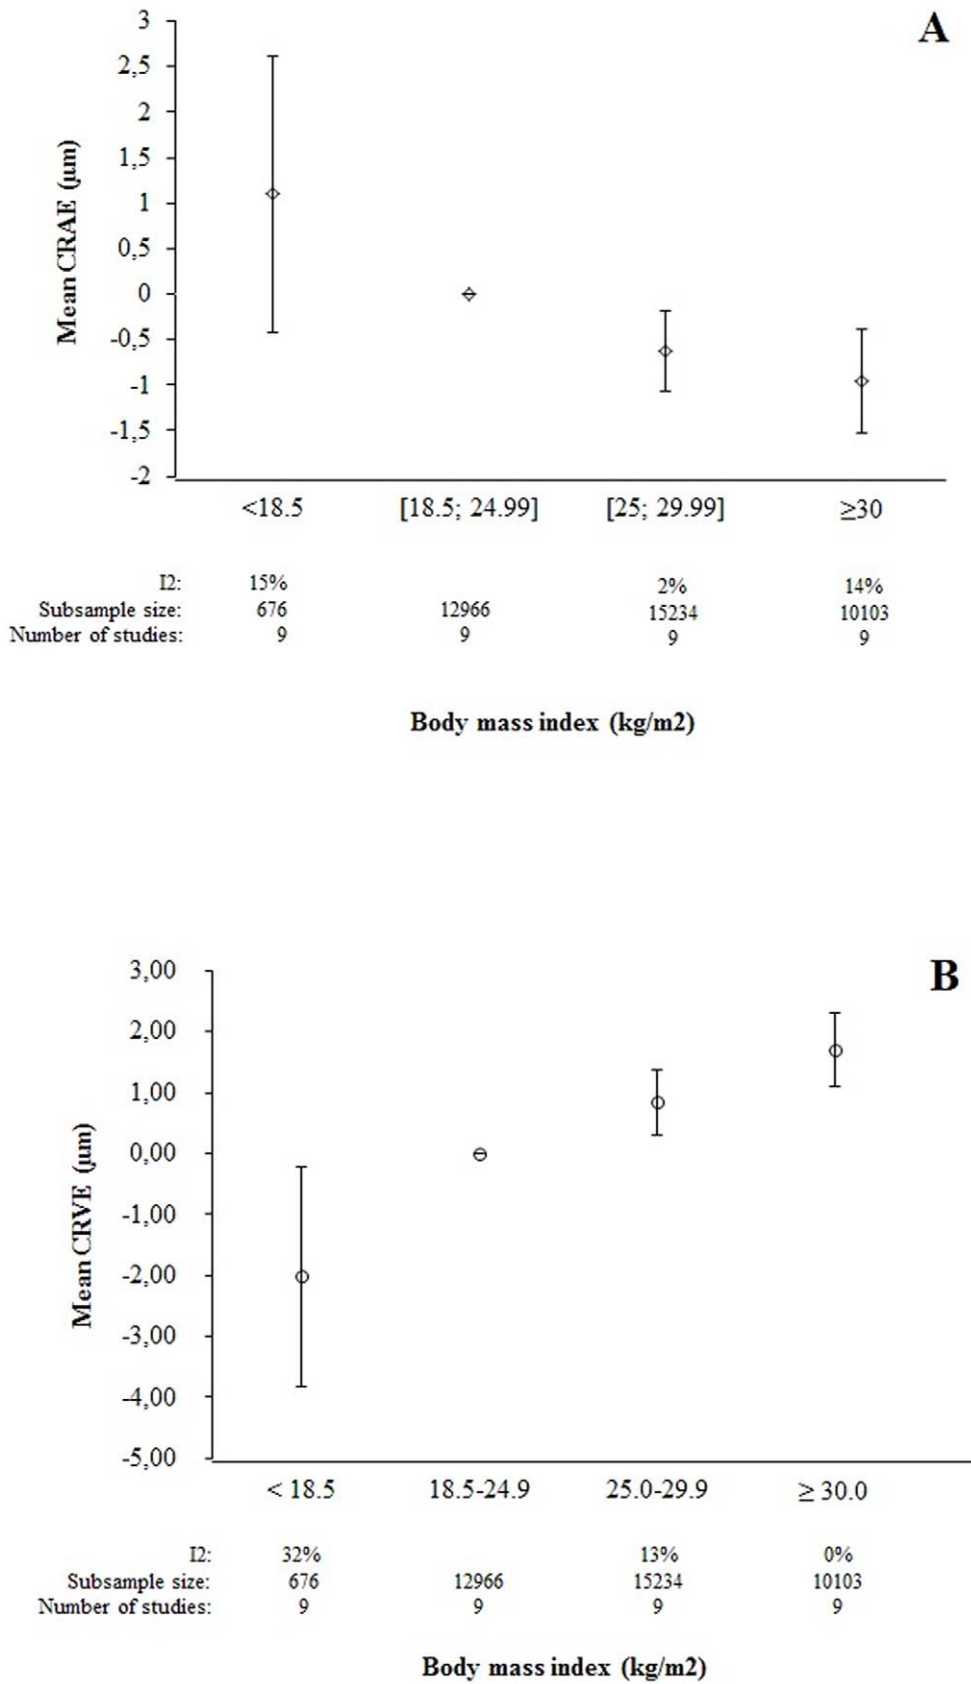 A
3
2,5
2
1,5
1
0,5
0
-0,5
-1
-1,5
-2
Mean CRAE (µm)
<18.5 [18.5; 24.99] [25; 29.99] ≥30
I2: 15% 2% 14%
Subsample size: 676 12966 15234 10103
Number of studies: 9 9 9 9
Body mass index (kg/m2)
B
3,00
2,00
1,00
0,00
-1,00
-2,00
-3,00
-4,00
-5,00
Mean CRVE (µm)
< 18.5 18.5-24.9 25.0-29.9 ≥ 30.0
I2: 32% 13% 0%
Subsample size: 676 12966 15234 10103
Number of studies: 9 9 9 9
Body mass index (kg/m2)